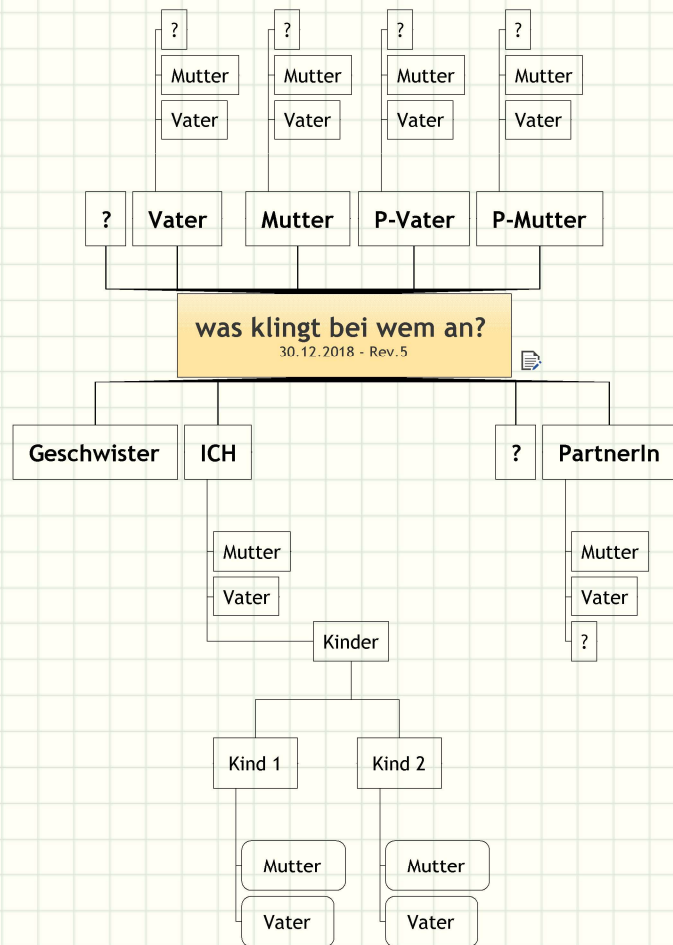 ? ? ? ?
Mutter Mutter Mutter Mutter
Vater Vater Vater Vater
? Vater Mutter P-Vater P-Mutter
was klingt bei wem an?
30.12.2018 - Rev.5
Geschwister ICH ? PartnerIn
Mutter Mutter
Vater Vater
Kinder ?
Kind 1 Kind 2
Mutter Mutter
Vater Vater